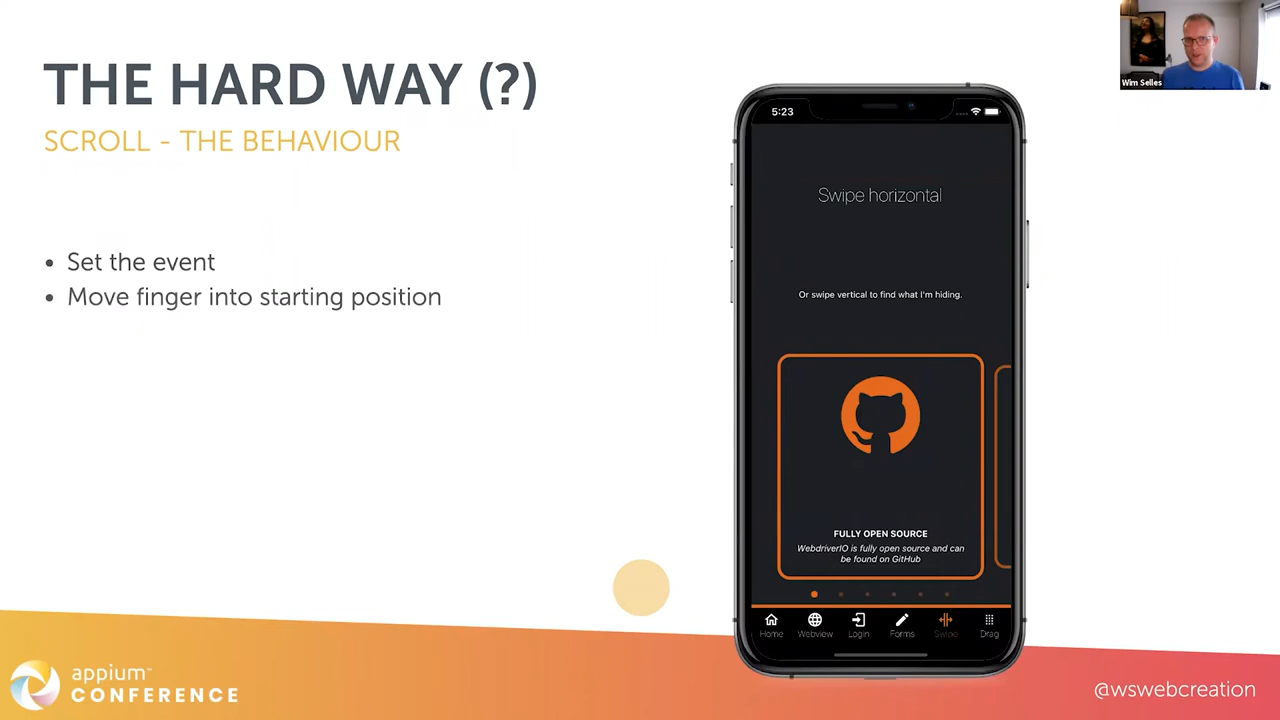 THE HARD WAY (?)
SCROLL - THE BEHAVIOUR
• Set the event
• Move finger into starting position
Wim Selles
5:23
Swipe horizontal
Or swipe vertical to find what I'm hiding.
FULLY OPEN SOURCE
WebdriverIO is fully open source and can
be found on GitHub
Home Webview Login Forms Swipe Drag
appium™
CONFERENCE
@wswebcreation